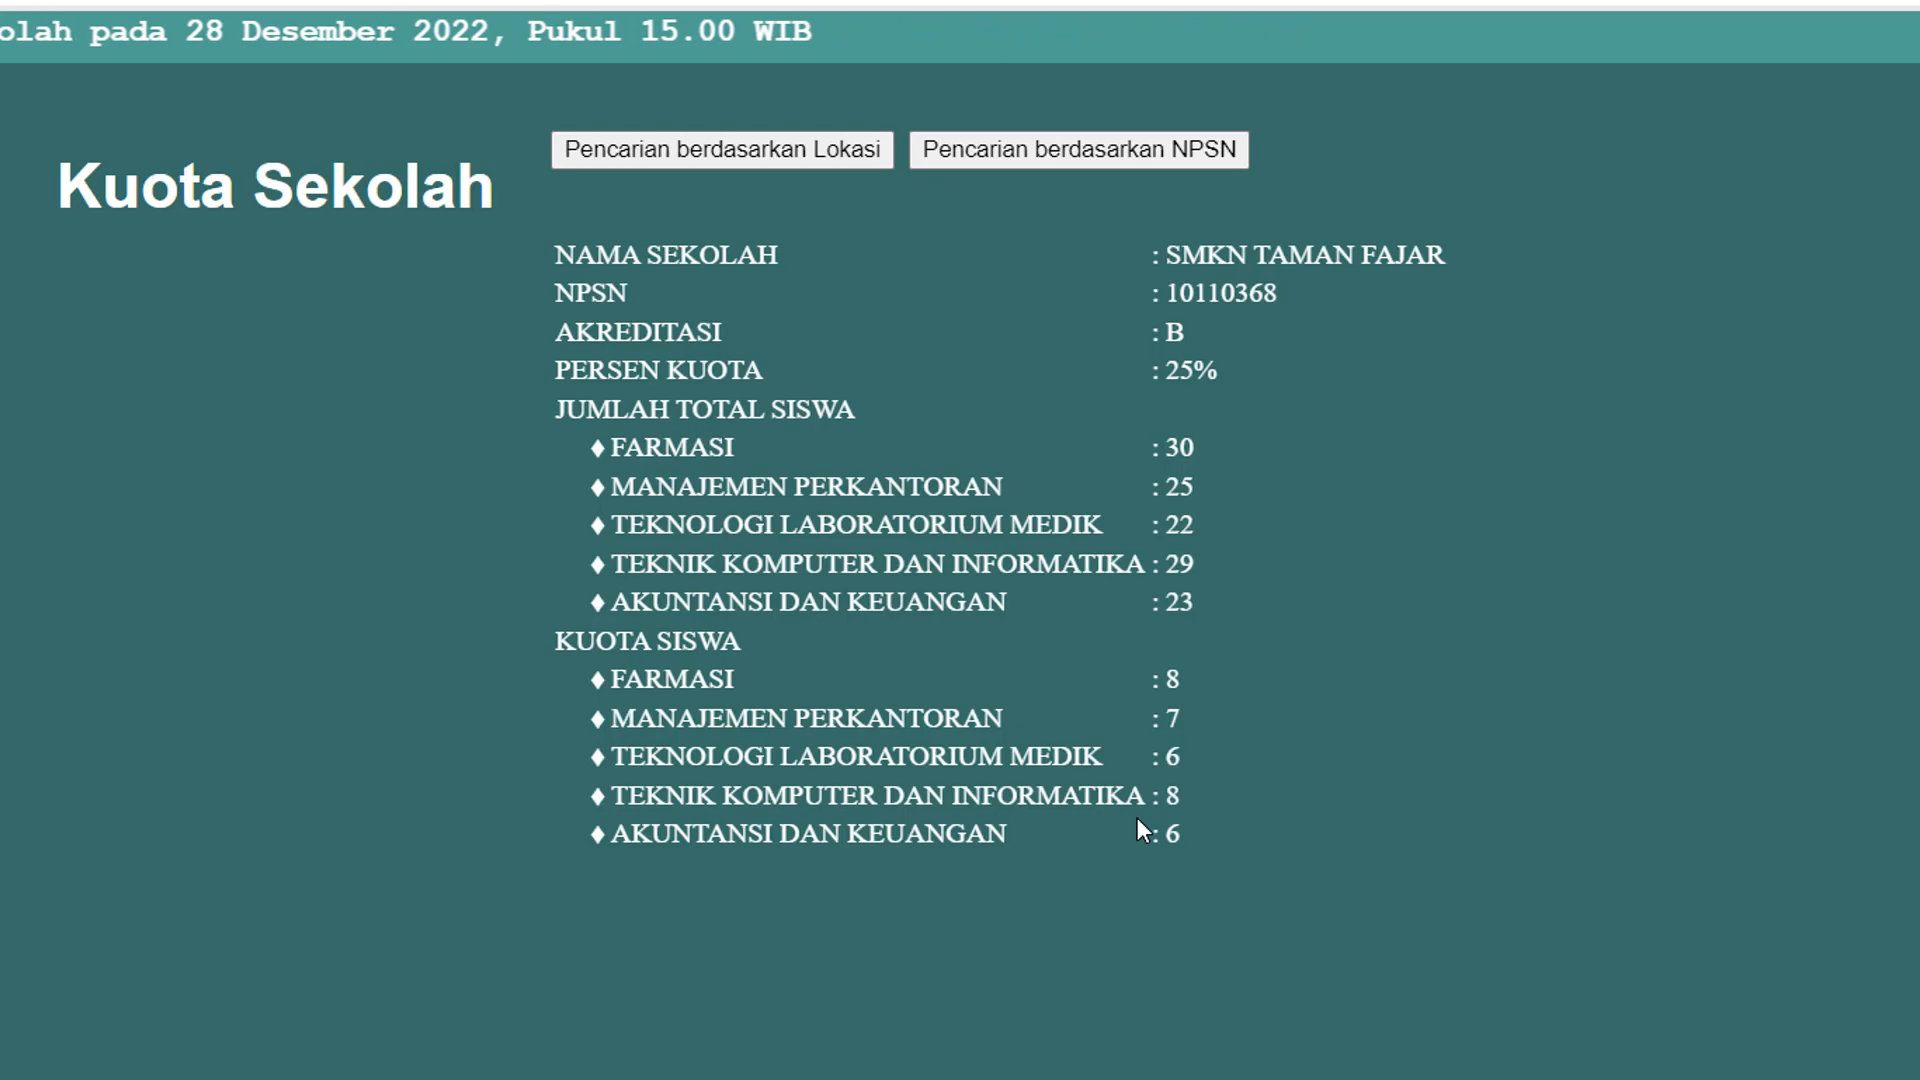 olah pada 28 Desember 2022, Pukul 15.00 WIB
Pencarian berdasarkan Lokasi Pencarian berdasarkan NPSN
Kuota Sekolah
NAMA SEKOLAH : SMKN TAMAN FAJAR
NPSN : 10110368
AKREDITASI : B
PERSEN KUOTA : 25%
JUMLAH TOTAL SISWA
♦ FARMASI : 30
♦ MANAJEMEN PERKANTORAN : 25
♦ TEKNOLOGI LABORATORIUM MEDIK : 22
♦ TEKNIK KOMPUTER DAN INFORMATIKA : 29
♦ AKUNTANSI DAN KEUANGAN : 23
KUOTA SISWA
♦ FARMASI : 8
♦ MANAJEMEN PERKANTORAN : 7
♦ TEKNOLOGI LABORATORIUM MEDIK : 6
♦ TEKNIK KOMPUTER DAN INFORMATIKA : 8
♦ AKUNTANSI DAN KEUANGAN : 6